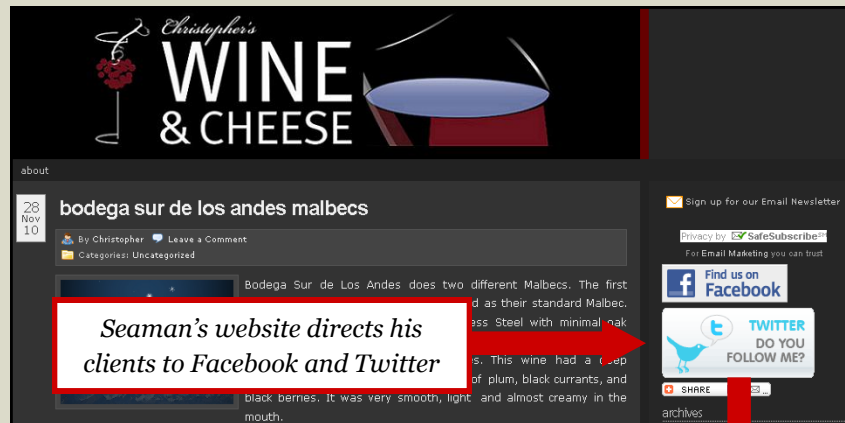 Christopher's
WINE
& CHEESE
about
28
Nov
10
bodega sur de los andes malbecs
By Christopher Leave a Comment
Categories: Uncategorized
Bodega Sur de Los Andes does two different Malbecs. The first
d as their standard Malbec.
ess Steel with minimal oak
es. This wine had a deep
of plum, black currants, and
black berries. It was very smooth, light and almost creamy in the
mouth.
Seaman's website directs his
clients to Facebook and Twitter
Sign up for our Email Newsletter
Privacy by SafeSubscribe SM
For Email Marketing you can trust
Find us on
Facebook
TWITTER
DO YOU
FOLLOW ME?
SHARE ...
archives